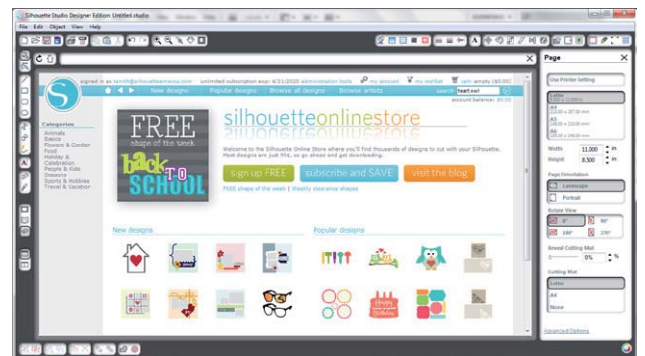 Silhouette Studio Designer Edition: Untitled.studio
File Edit Object View Help
unlimited subscription exp: 6/21/2020 administration tools my account my wishlist cart: empty ($0.00)
New designs Popular designs Browse all designs Browse artists search
account balance: $0.00
Categories
Animals
Basics
Flowers & Garden
Food
Holiday &
Celebration
People & Kids
Seasons
Sports & Hobbies
Travel & Vacation
FREE
shape of the week
back
TO
SCHOOL
silhouetteonlinestore
Welcome to the Silhouette Online Store where you'll find thousands of designs to cut with your Silhouette.
Most designs are just 99¢, so go ahead and get downloading.
sign up FREE subscribe and SAVE visit the blog
FREE shape of the week | Weekly clearance shapes
New designs
Popular designs
Happy
Birthday
Page
Use Printer Setting
Letter
A4
A5
A6
Width 11.000 in
Height 8.500 in
Page Orientation
Landscape
Portrait
Rotate View
0° 90°
180° 270°
Reveal Cutting Mat
0% %
Cutting Mat
Letter
A4
None
Advanced Options